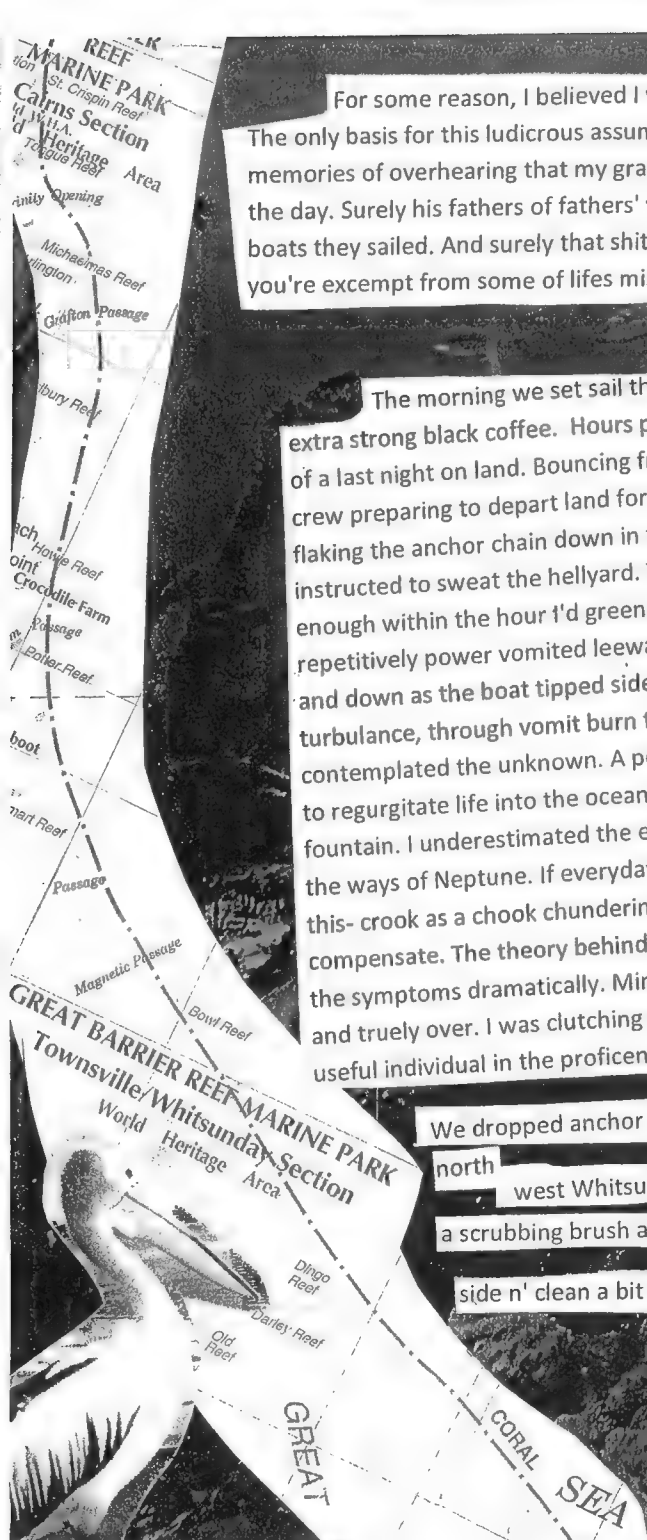 REEF
MARINE PARK
St. Crispin Reef
Cairns Section
W.H.A.
Heritage Area
Tongue Reef
rinity Opening
Michaelmas Reef
rlington
Grafton Passage
tbury Reef
Howie Reef
oint
Crocodile Farm
Passage
Potter Reef
boot
mart Reef
Passage
Magnetic Passage
Bowl Reef
GREAT BARRIER REEF MARINE PARK
Townsville/Whitsunday Section
World Heritage Area
Dingo
Reef
Darley Reef
Old
Reef
GREAT
CORAL
SEA
For some reason, I believed I
The only basis for this ludicrous assum
memories of overhearing that my gra
the day. Surely his fathers of fathers'
boats they sailed. And surely that shit
you're excempt from some of lifes mi
The morning we set sail th
extra strong black coffee. Hours p
of a last night on land. Bouncing f
crew preparing to depart land for
flaking the anchor chain down in
instructed to sweat the hellyard.
enough within the hour I'd green
repetitively power vomited leewa
and down as the boat tipped side
turbulance, through vomit burn
contemplated the unknown. A p
to regurgitate life into the ocean
fountain. I underestimated the e
the ways of Neptune. If everyda
this- crook as a chook chunderin
compensate. The theory behind
the symptoms dramatically. Mi
and truely over. I was clutching
useful individual in the proficen
We dropped anchor
north
west Whitsu
a scrubbing brush a
side n' clean a bit